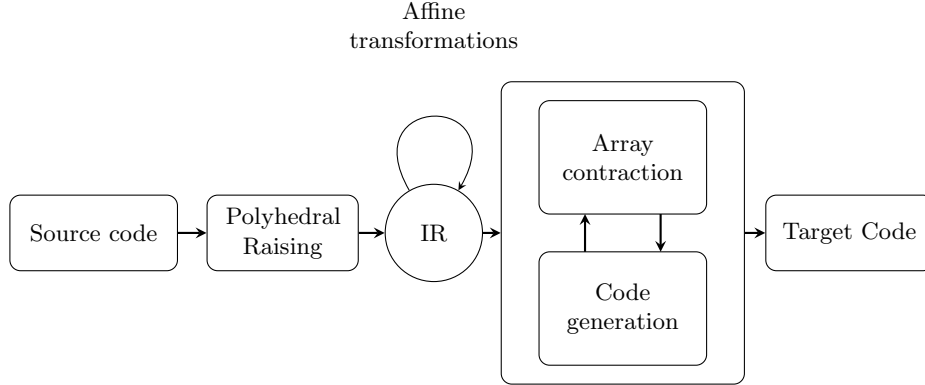 Affine
transformations
Source code
Polyhedral
Raising
IR
Array
contraction
Code
generation
Target Code